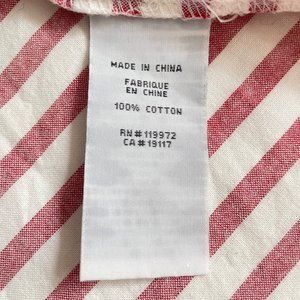 MADE IN CHINA
FABRIQUE
EN CHINE
100% COTTON
RN# 119972
CA# 19117